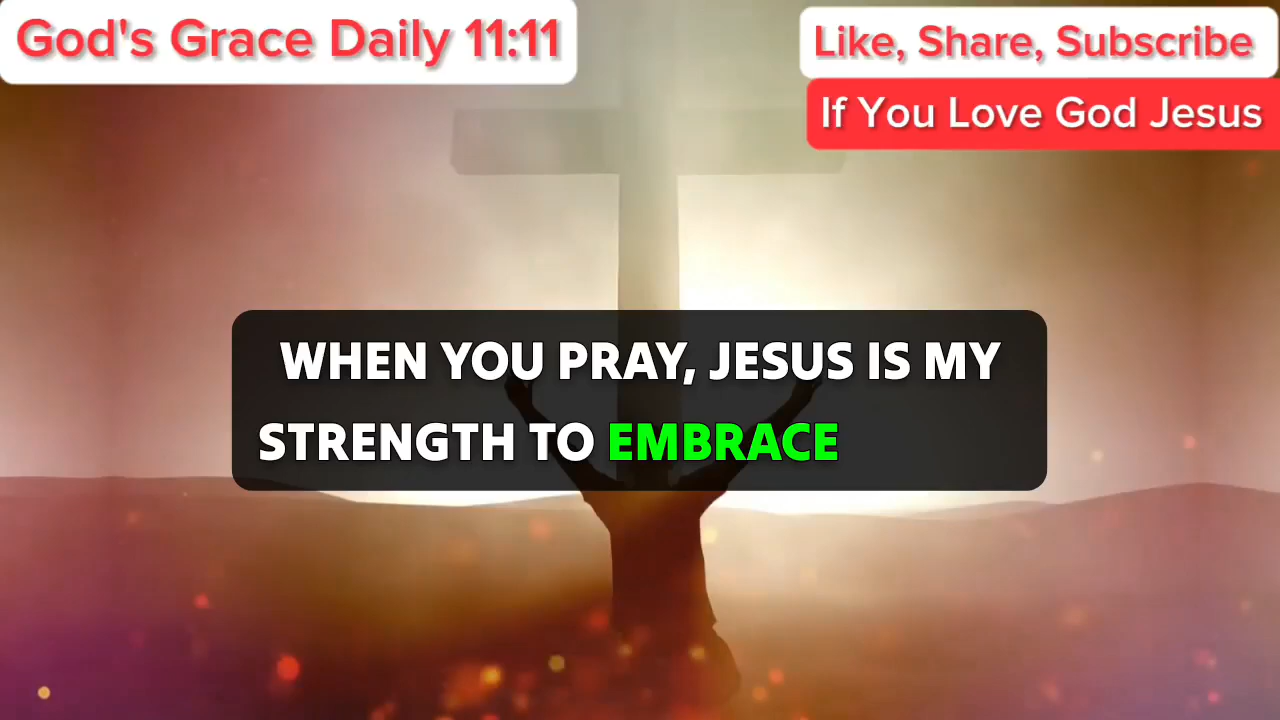 God's Grace Daily 11:11
Like, Share, Subscribe
If You Love God Jesus
WHEN YOU PRAY, JESUS IS MY
STRENGTH TO EMBRACE